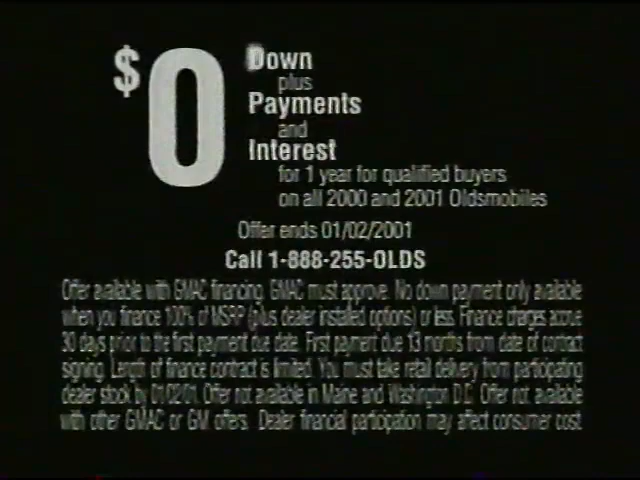 $0 Down
plus
Payments
and
Interest
for 1 year for qualified buyers
on all 2000 and 2001 Oldsmobiles
Offer ends 01/02/2001
Call 1-888-255-OLDS
Offer available with GMAC financing. GMAC must approve. No down payment only available
when you finance 100% of MSRP (plus dealer installed options) or less. Finance charges accrue
30 days prior to the first payment due date. First payment due 13 months from date of contract
signing. Length of finance contract is limited. You must take retail delivery from participating
dealer stock by 01/02/01. Offer not available in Maine and Washington D.C. Offer not available
with other GMAC or GM offers. Dealer financial participation may affect consumer cost.